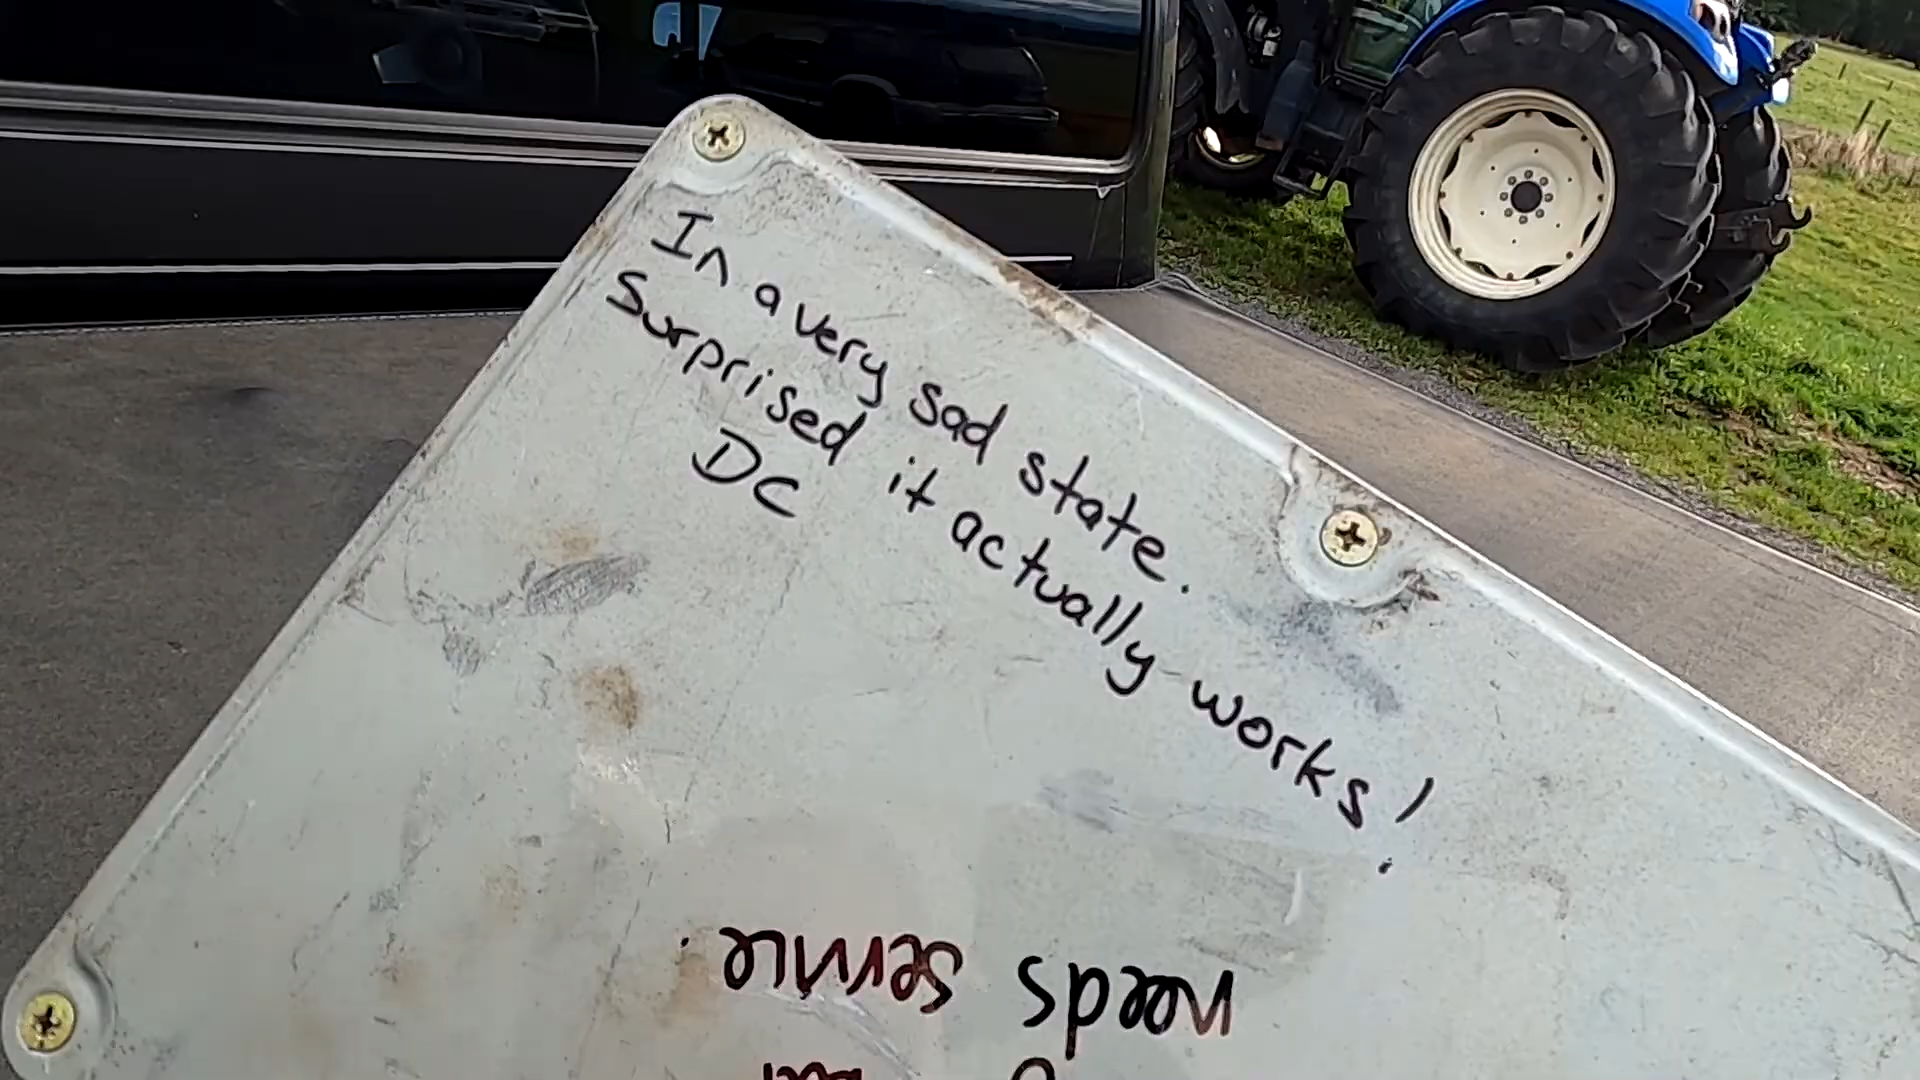 In a very sad state.
Surprised it actually works!
DC
needs service.